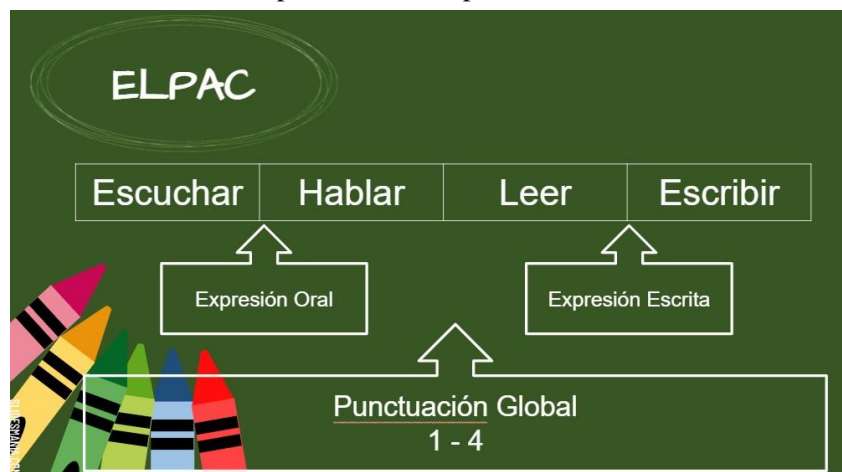 ELPAC
Escuchar Hablar Leer Escribir
Expresión Oral
Expresión Escrita
Punctuación Global
1 - 4